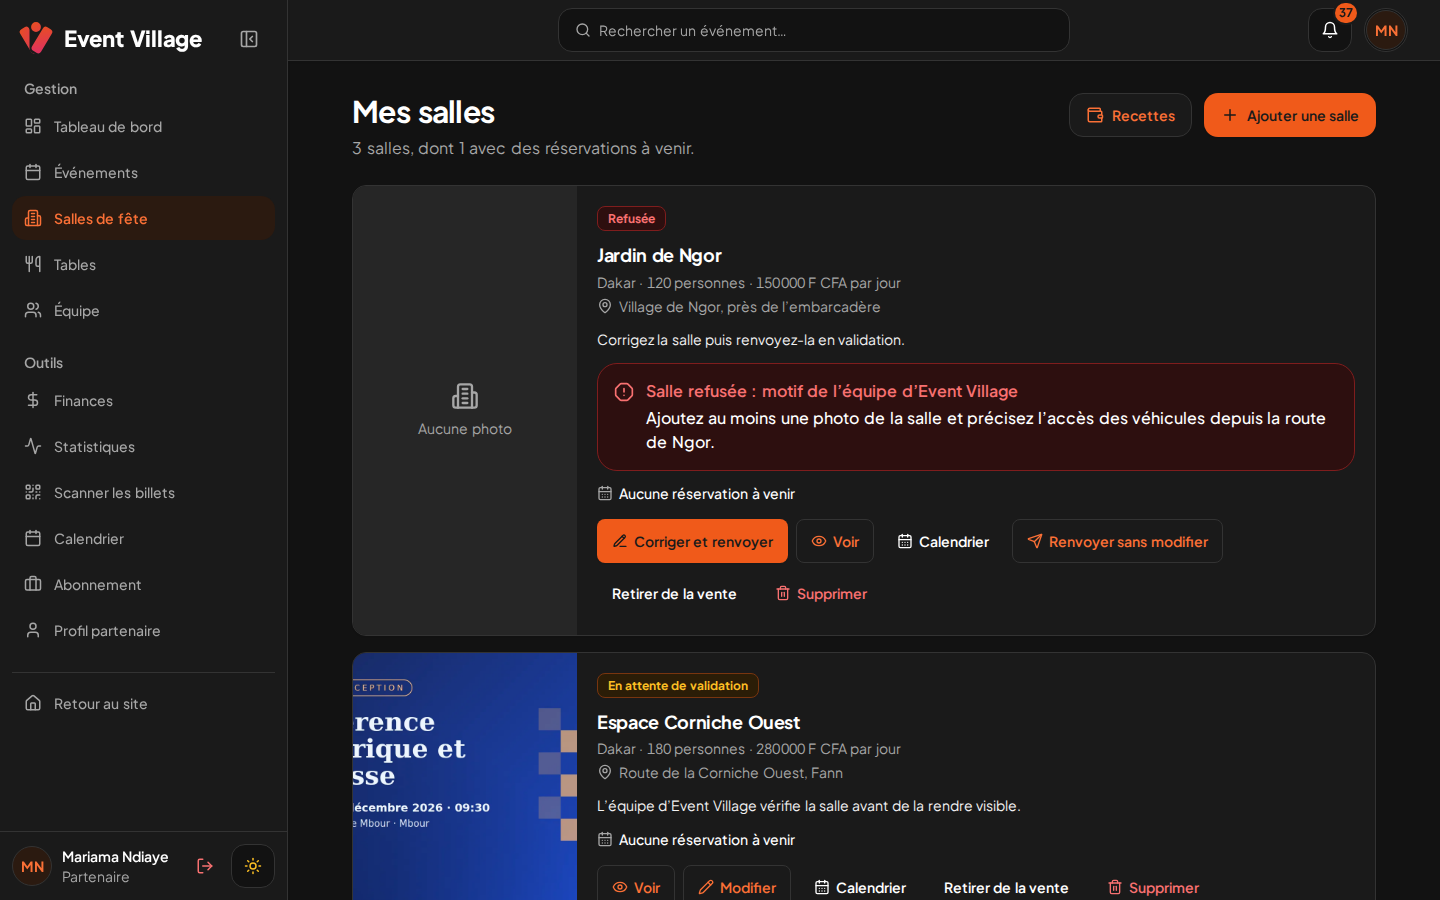 Event Village
Rechercher un événement…
37
MN
Gestion
Tableau de bord
Événements
Salles de fête
Tables
Équipe
Outils
Finances
Statistiques
Scanner les billets
Calendrier
Abonnement
Profil partenaire
Retour au site
MN
Mariama Ndiaye
Partenaire
Mes salles
3 salles, dont 1 avec des réservations à venir.
Recettes
Ajouter une salle
Aucune photo
Refusée
Jardin de Ngor
Dakar · 120 personnes · 150000 F CFA par jour
Village de Ngor, près de l’embarcadère
Corrigez la salle puis renvoyez-la en validation.
Salle refusée : motif de l’équipe d’Event Village
Ajoutez au moins une photo de la salle et précisez l’accès des véhicules depuis la route
de Ngor.
Aucune réservation à venir
Corriger et renvoyer
Voir
Calendrier
Renvoyer sans modifier
Retirer de la vente
Supprimer
CEPTION
rence
rique et
sse
décembre 2026 · 09:30
e Mbour · Mbour
En attente de validation
Espace Corniche Ouest
Dakar · 180 personnes · 280000 F CFA par jour
Route de la Corniche Ouest, Fann
L’équipe d’Event Village vérifie la salle avant de la rendre visible.
Aucune réservation à venir
Voir
Modifier
Calendrier
Retirer de la vente
Supprimer